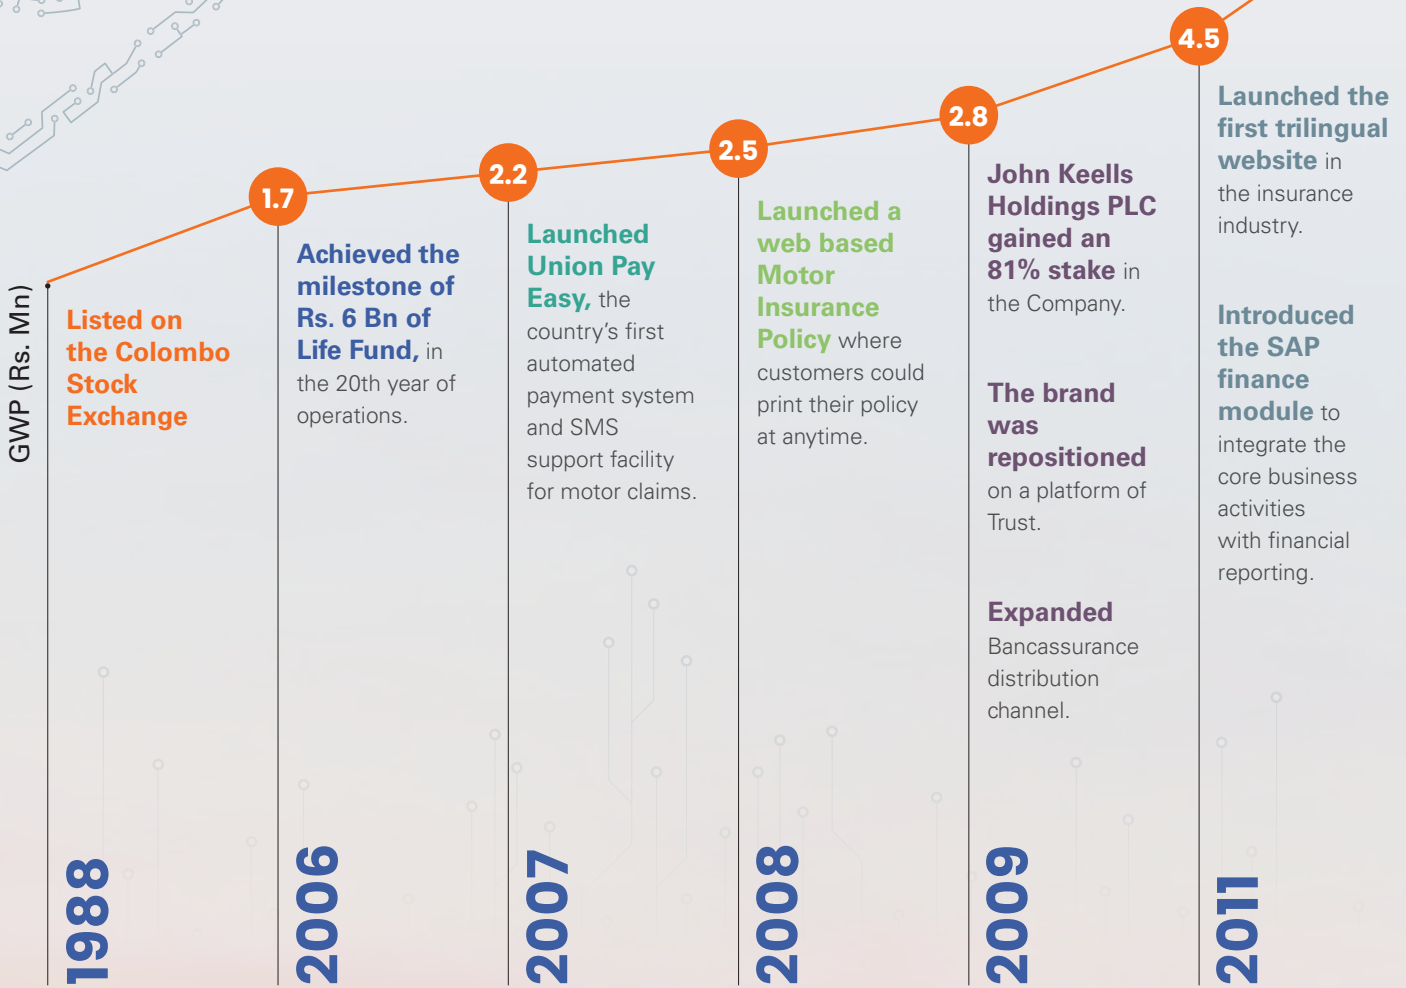 GWP (Rs. Mn)
Listed on
the Colombo
Stock
Exchange
1988
1.7
Achieved the
milestone of
Rs. 6 Bn of
Life Fund, in
the 20th year of
operations.
2006
2.2
Launched
Union Pay
Easy, the
country’s first
automated
payment system
and SMS
support facility
for motor claims.
2007
2.5
Launched a
web based
Motor
Insurance
Policy where
customers could
print their policy
at anytime.
2008
2.8
John Keells
Holdings PLC
gained an
81% stake in
the Company.
The brand
was
repositioned
on a platform of
Trust.
Expanded
Bancassurance
distribution
channel.
2009
4.5
Launched the
first trilingual
website in
the insurance
industry.
Introduced
the SAP
finance
module to
integrate the
core business
activities
with financial
reporting.
2011